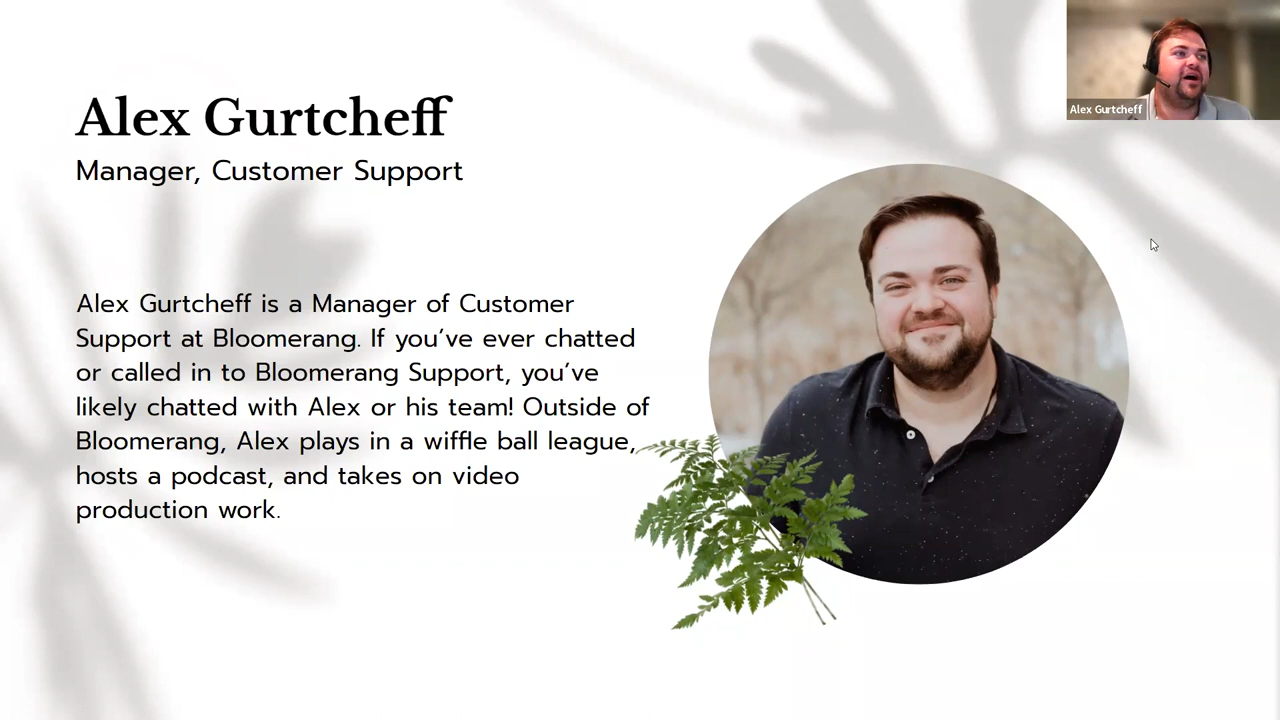 Alex Gurtcheff
Manager, Customer Support
Alex Gurtcheff is a Manager of Customer
Support at Bloomerang. If you’ve ever chatted
or called in to Bloomerang Support, you’ve
likely chatted with Alex or his team! Outside of
Bloomerang, Alex plays in a wiffle ball league,
hosts a podcast, and takes on video
production work.
Alex Gurtcheff